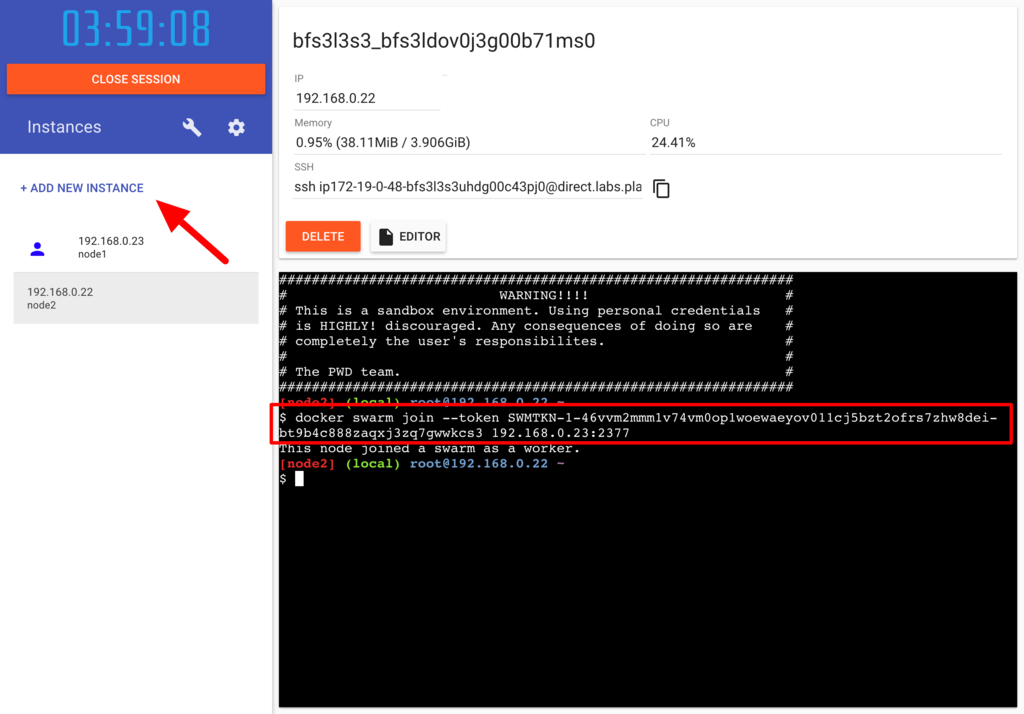 03:59:08
CLOSE SESSION
Instances
+ ADD NEW INSTANCE
192.168.0.23
node1
192.168.0.22
node2
bfs3l3s3_bfs3ldov0j3g00b71ms0
IP
192.168.0.22
Memory
0.95% (38.11MiB / 3.906GiB)
CPU
24.41%
SSH
ssh ip172-19-0-48-bfs3l3s3uhdg00c43pj0@direct.labs.pla
DELETE
EDITOR
###############################################################
# WARNING!!!! #
# This is a sandbox environment. Using personal credentials #
# is HIGHLY! discouraged. Any consequences of doing so are #
# completely the user's responsibilites. #
# #
# The PWD team. #
###############################################################
[node2] (local) root@192.168.0.22 ~
$ docker swarm join --token SWMTKN-1-46vvm2mmm1v74vm0op1woewaeyov011cj5bzt2ofrs7zhw8dei-
bt9b4c888zaqxj3zq7gwwkcs3 192.168.0.23:2377
This node joined a swarm as a worker.
[node2] (local) root@192.168.0.22 ~
$